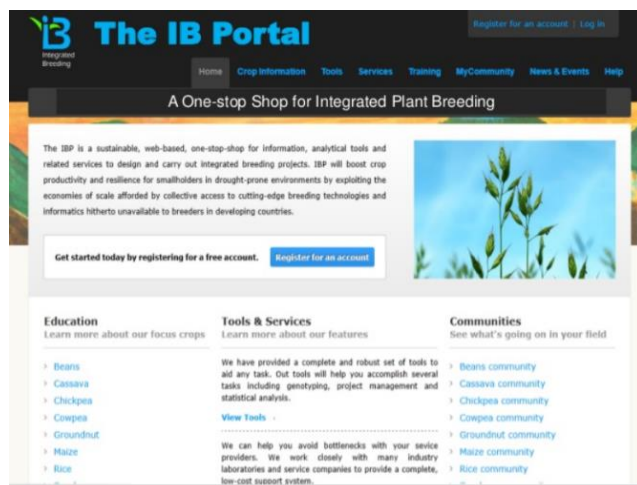 The IB Portal
Integrated
Breeding
Register for an account | Log in
Home Crop Information Tools Services Training MyCommunity News & Events Help
A One-stop Shop for Integrated Plant Breeding
The IBP is a sustainable, web-based, one-stop-shop for information, analytical tools and
related services to design and carry out integrated breeding projects. IBP will boost crop
productivity and resilience for smallholders in drought-prone environments by exploiting the
economies of scale afforded by collective access to cutting-edge breeding technologies and
informatics hitherto unavailable to breeders in developing countries.
Get started today by registering for a free account.
Register for an account
Education
Learn more about our focus crops
Beans
Cassava
Chickpea
Cowpea
Groundnut
Maize
Rice
Tools & Services
Learn more about our features
We have provided a complete and robust set of tools to
aid any task. Out tools will help you accomplish several
tasks including genotyping, project management and
statistical analysis.
View Tools
We can help you avoid bottlenecks with your sevice
providers. We work closely with many industry
laboratories and service companies to provide a complete,
low-cost support system.
Communities
See what's going on in your field
Beans community
Cassava community
Chickpea community
Cowpea community
Groundnut community
Maize community
Rice community